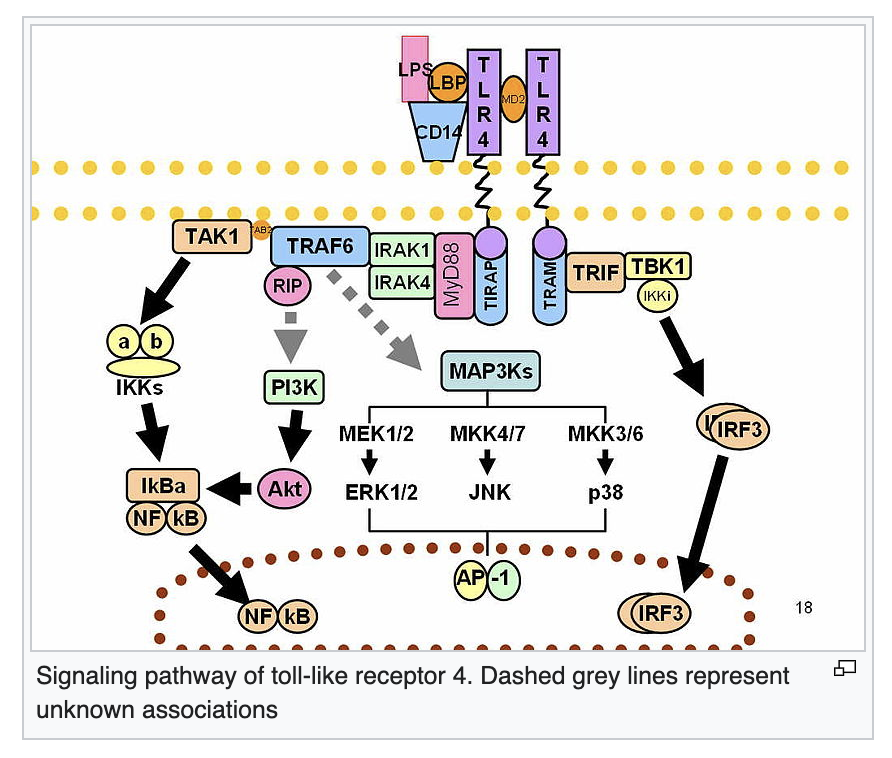 LPS
LBP
CD14
TLR4
MD2
TLR4
TAK1
TAB2
TRAF6
IRAK1
IRAK4
MyD88
TIRAP
TRAM
TRIF
TBK1
IKKi
RIP
a b
IKKs
PI3K
MAP3Ks
MEK1/2 MKK4/7 MKK3/6
ERK1/2 JNK p38
IRF3
IkBa
NF kB
Akt
AP -1
NF kB
IRF3
18
Signaling pathway of toll-like receptor 4. Dashed grey lines represent
unknown associations